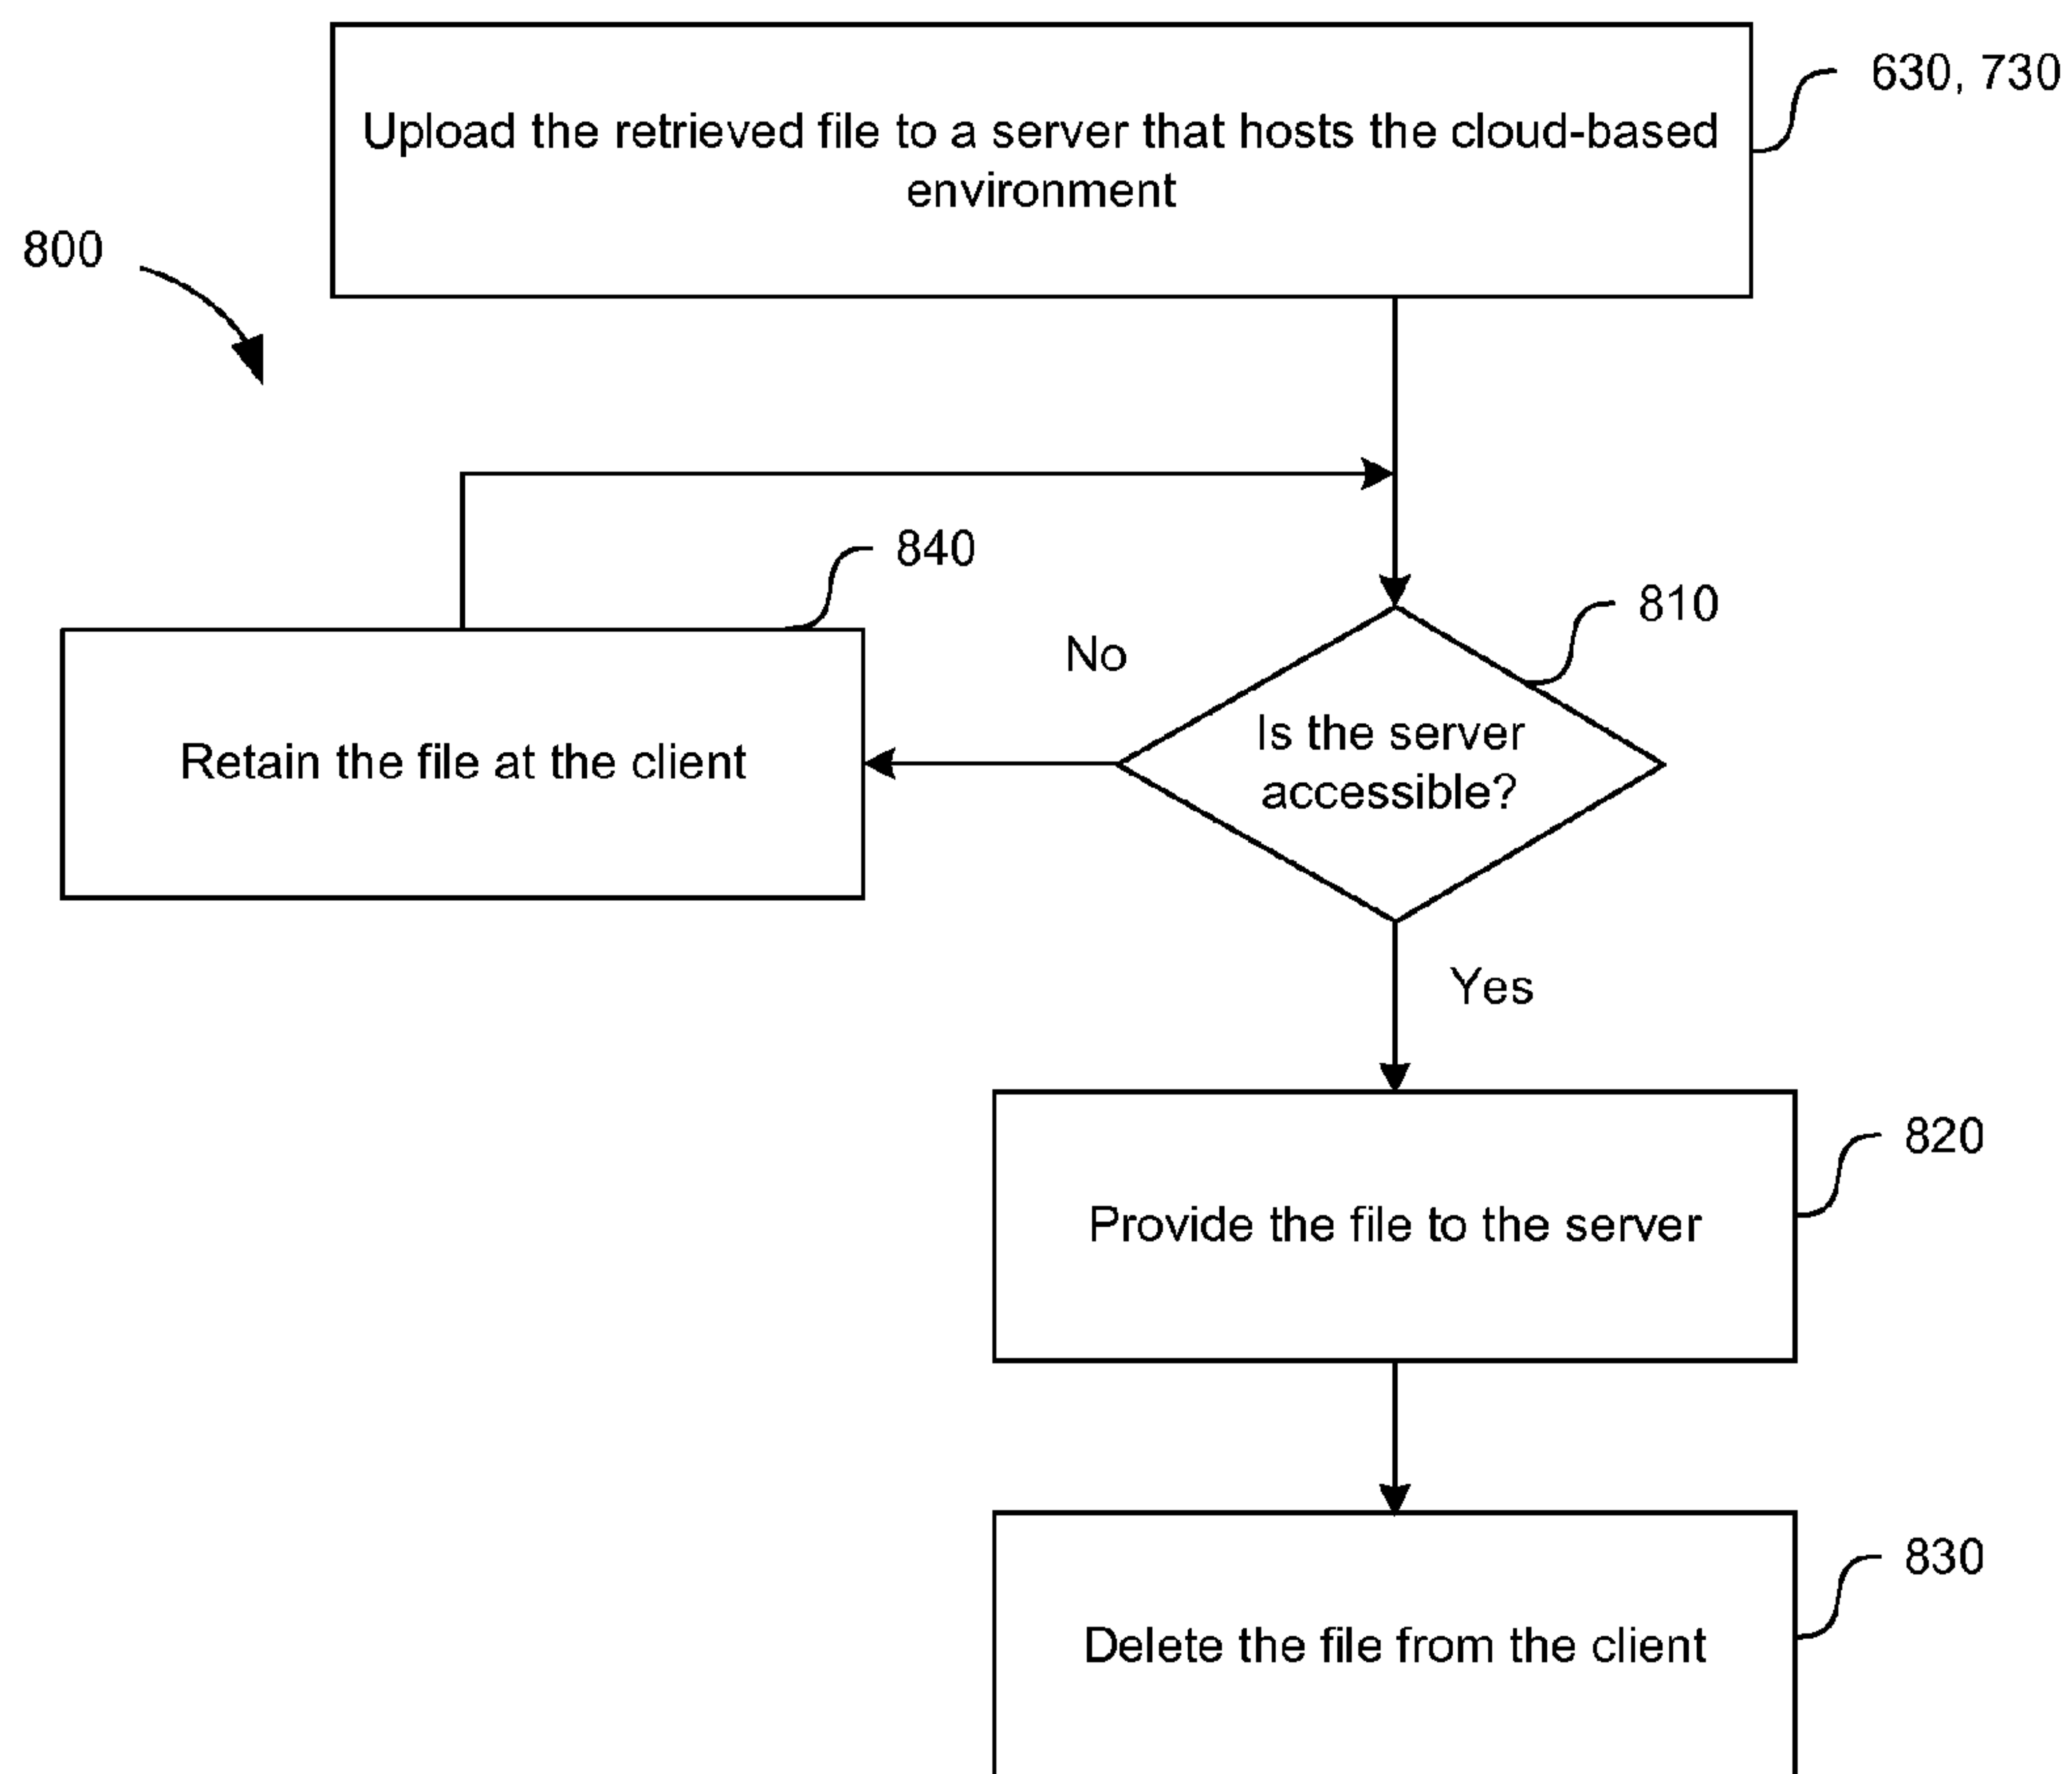 Upload the retrieved file to a server that hosts the cloud-based
environment
630, 730
800
840
810
No
Is the server
accessible?
Retain the file at the client
Yes
820
Provide the file to the server
830
Delete the file from the client